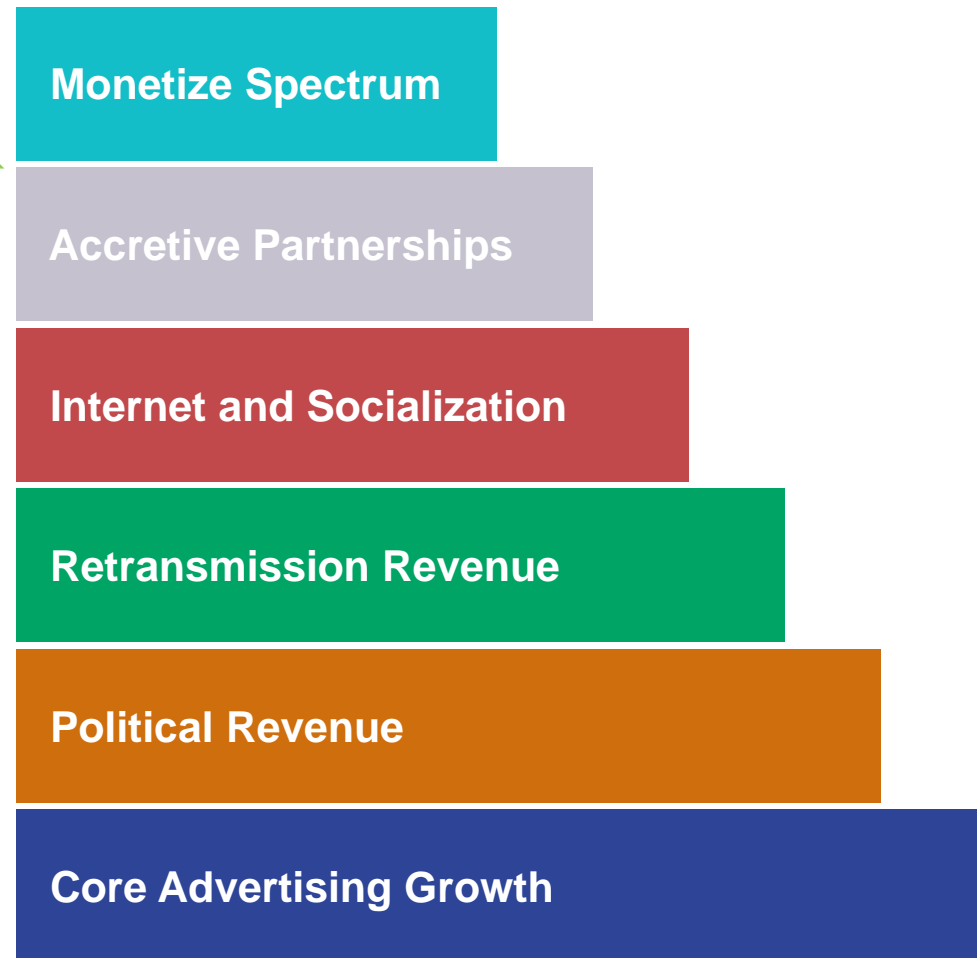 Monetize Spectrum
Accretive Partnerships
Internet and Socialization
Retransmission Revenue
Political Revenue
Core Advertising Growth